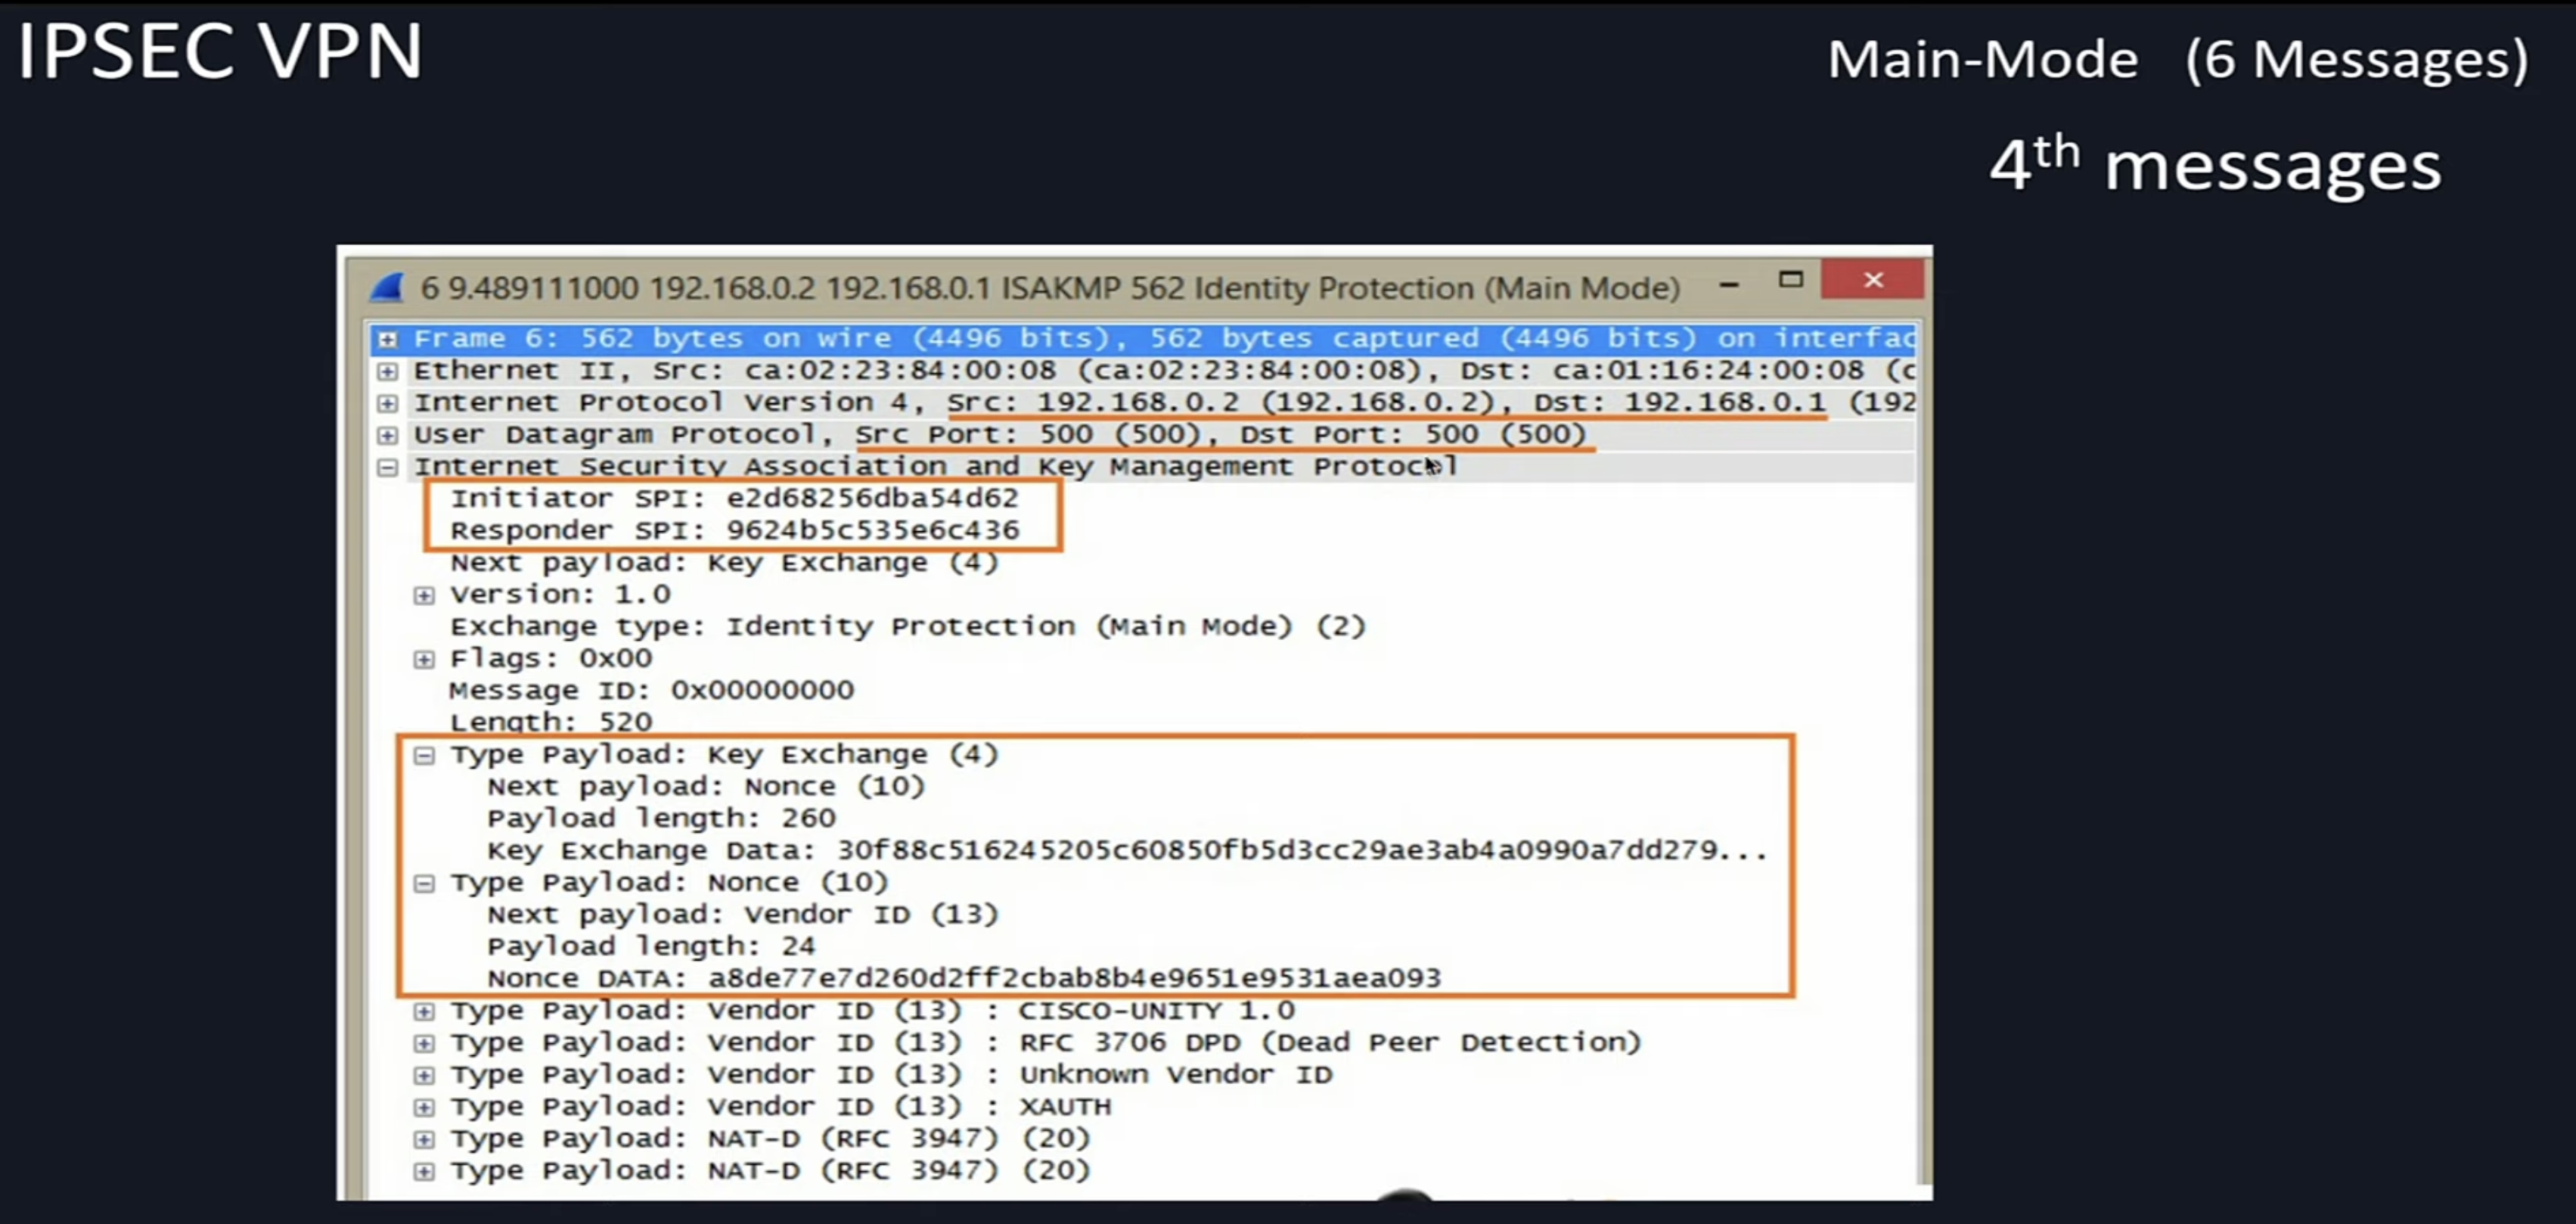 IPSEC VPN
Main-Mode (6 Messages)
4th messages
6 9.489111000 192.168.0.2 192.168.0.1 ISAKMP 562 Identity Protection (Main Mode)
Frame 6: 562 bytes on wire (4496 bits), 562 bytes captured (4496 bits) on interfac
Ethernet II, Src: ca:02:23:84:00:08 (ca:02:23:84:00:08), Dst: ca:01:16:24:00:08 (c
Internet Protocol Version 4, Src: 192.168.0.2 (192.168.0.2), Dst: 192.168.0.1 (192
User Datagram Protocol, Src Port: 500 (500), Dst Port: 500 (500)
Internet Security Association and Key Management Protocol
Initiator SPI: e2d68256dba54d62
Responder SPI: 9624b5c535e6c436
Next payload: Key Exchange (4)
Version: 1.0
Exchange type: Identity Protection (Main Mode) (2)
Flags: 0x00
Message ID: 0x00000000
Length: 520
Type Payload: Key Exchange (4)
Next payload: Nonce (10)
Payload length: 260
Key Exchange Data: 30f88c516245205c60850fb5d3cc29ae3ab4a0990a7dd279...
Type Payload: Nonce (10)
Next payload: Vendor ID (13)
Payload length: 24
Nonce DATA: a8de77e7d260d2ff2cbab8b4e9651e9531aea093
Type Payload: Vendor ID (13) : CISCO-UNITY 1.0
Type Payload: Vendor ID (13) : RFC 3706 DPD (Dead Peer Detection)
Type Payload: Vendor ID (13) : Unknown Vendor ID
Type Payload: Vendor ID (13) : XAUTH
Type Payload: NAT-D (RFC 3947) (20)
Type Payload: NAT-D (RFC 3947) (20)